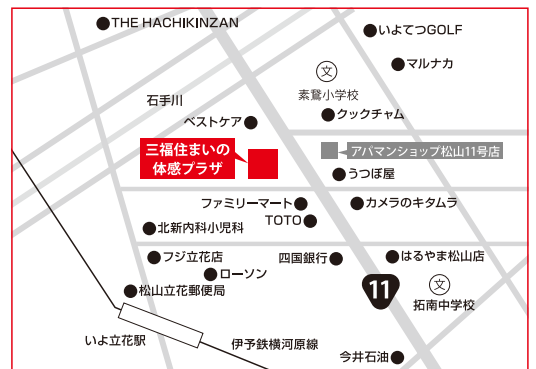 THE HACHIKINZAN
いよてつGOLF
マルナカ
文
素鵞小学校
石手川
ベストケア
クックチャム
三福住まいの
体感プラザ
アパマンショップ松山11号店
うつぼ屋
ファミリーマート
カメラのキタムラ
TOTO
北新内科小児科
フジ立花店
四国銀行
はるやま松山店
ローソン
松山立花郵便局
11
文
拓南中学校
いよ立花駅
伊予鉄横河原線
今井石油